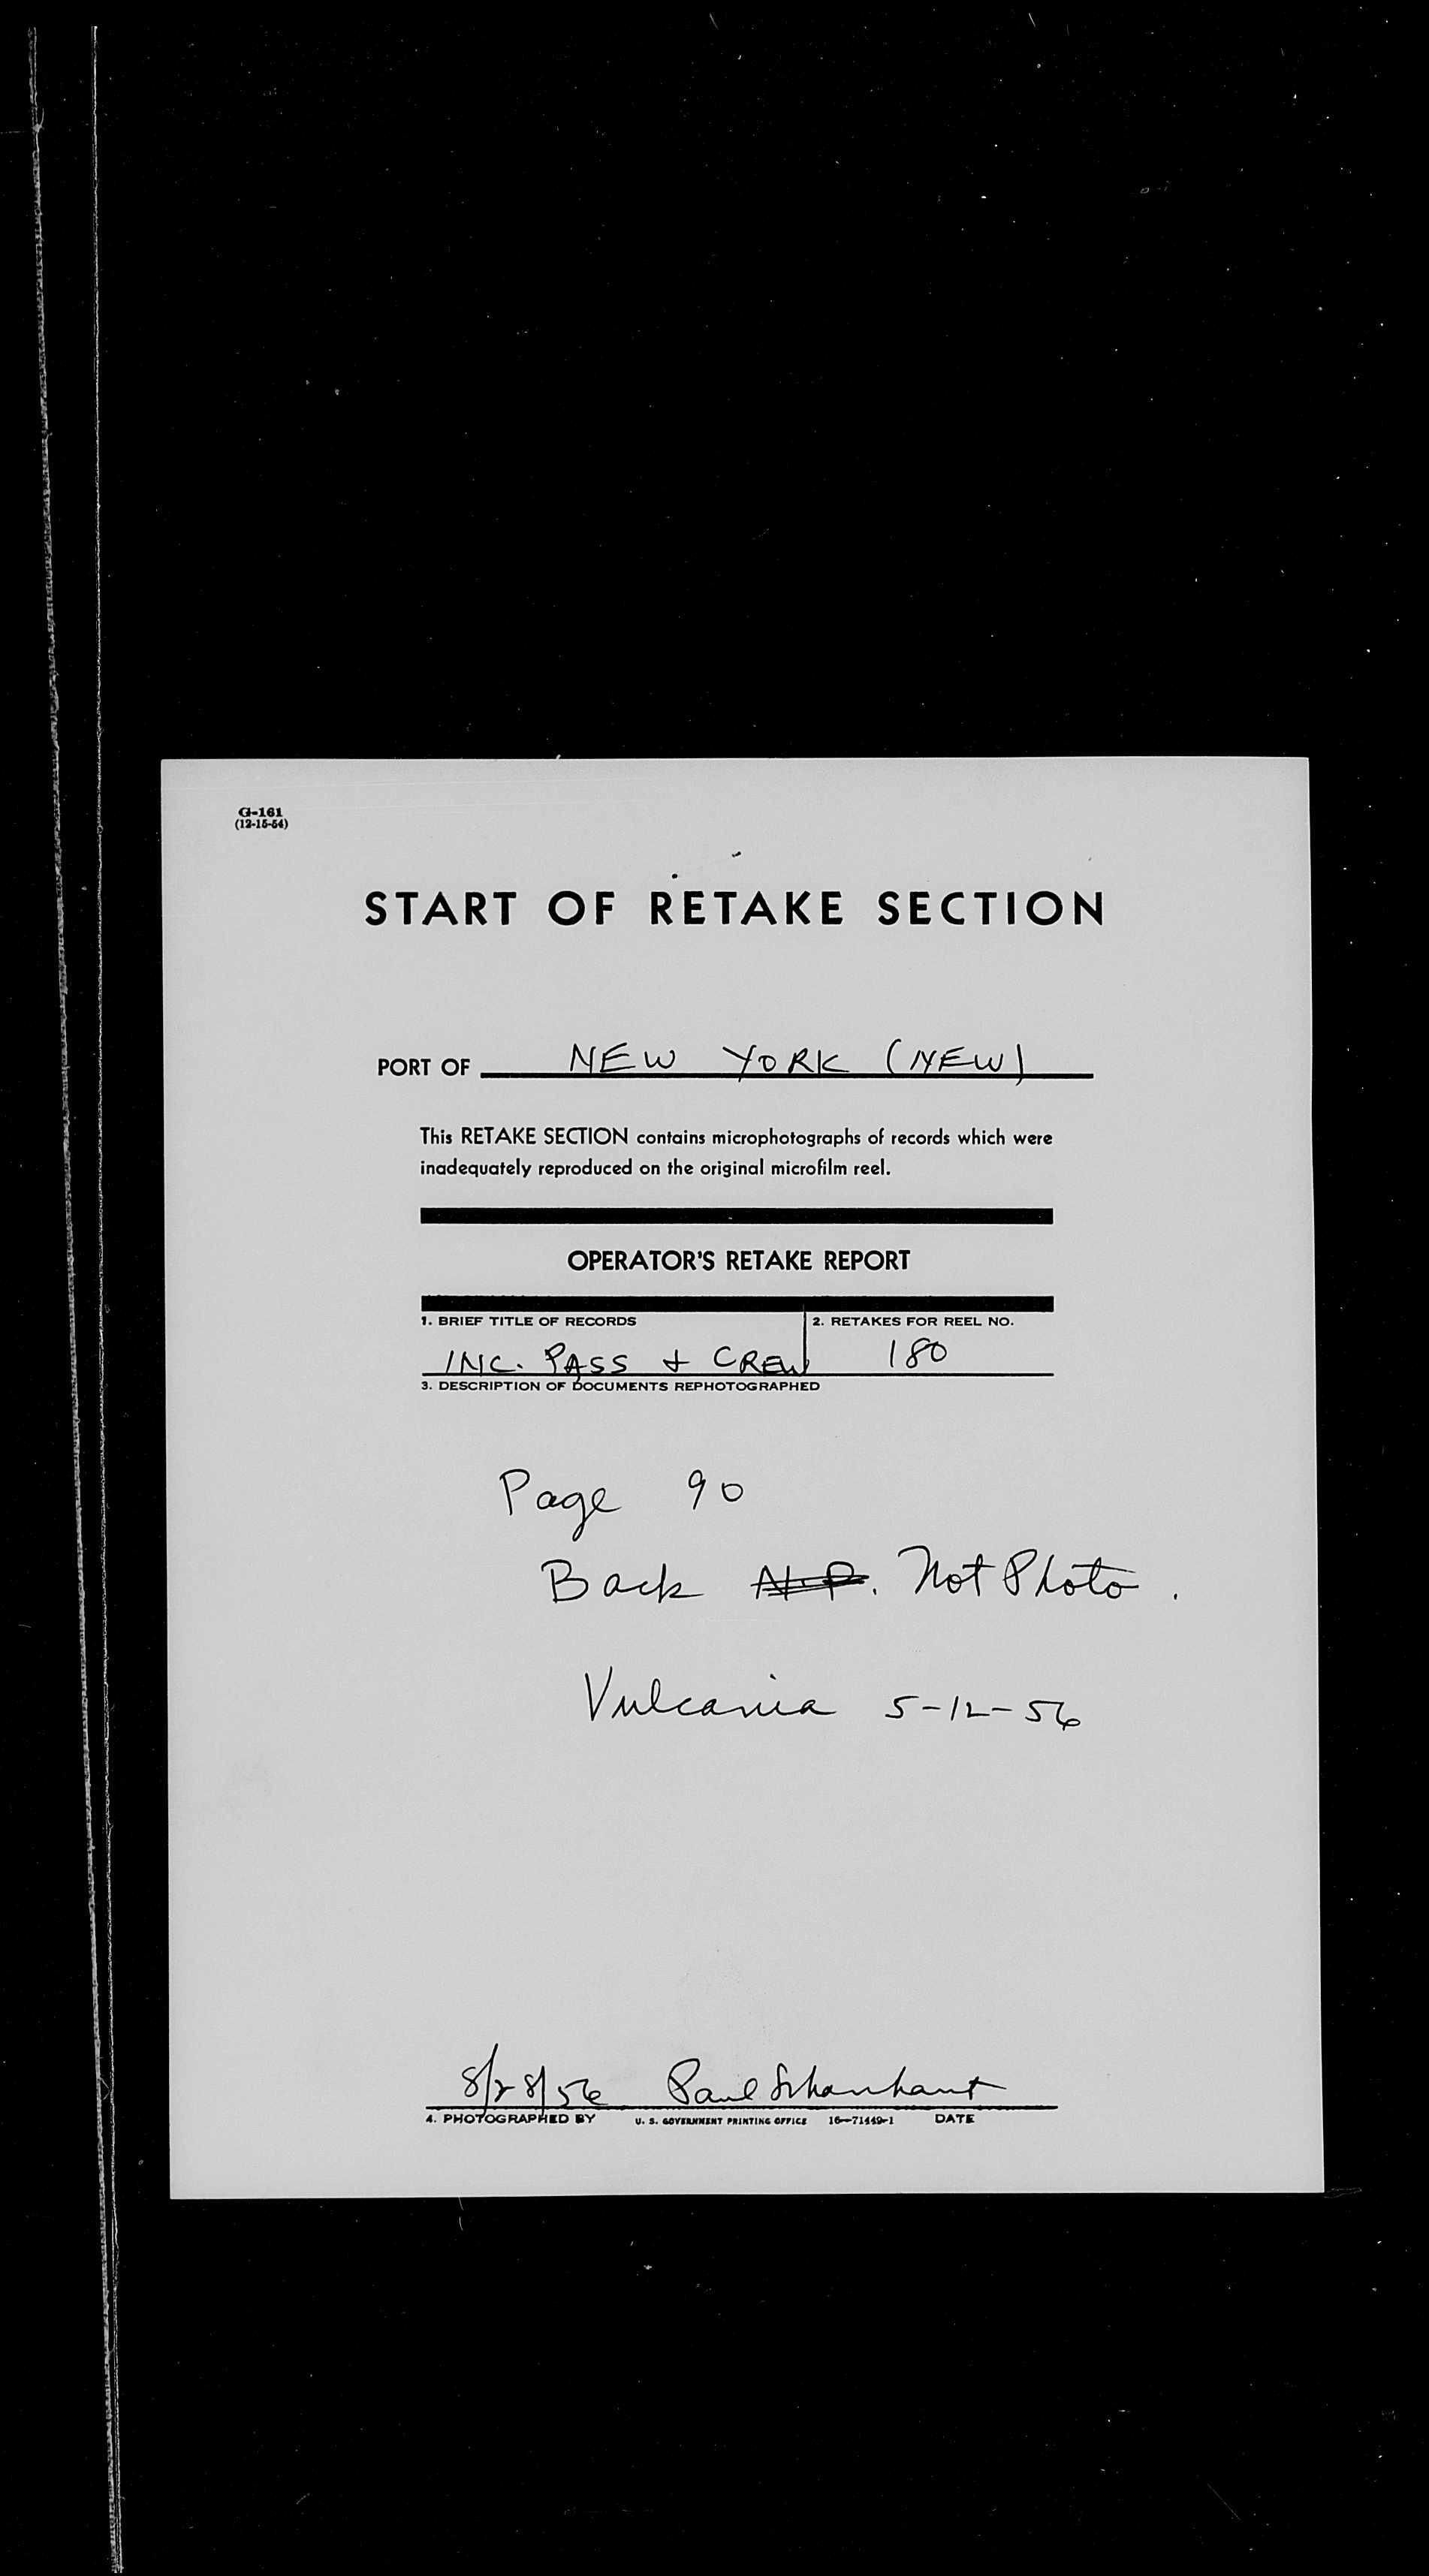 G-161
(12-15-54)
START OF RETAKE SECTION
PORT OF NEW YORK (NEW)
This RETAKE SECTION contains microphotographs of records which were
inadequately reproduced on the original microfilm reel.
OPERATOR'S RETAKE REPORT
1. BRIEF TITLE OF RECORDS 2. RETAKES FOR REEL NO.
INC. PASS + CREW 180
3. DESCRIPTION OF DOCUMENTS REPHOTOGRAPHED
Page 90
Back N.P. Not Photo.
Vulcania 5-12-56
8/28/56 Paul
4. PHOTOGRAPHED BY U. S. GOVERNMENT PRINTING OFFICE 16—71449-1 DATE